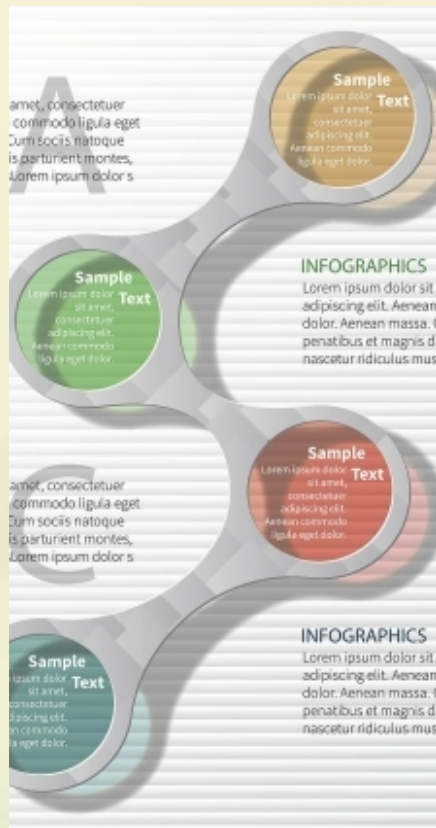 Sample
Text
Lorem ipsum dolor
sit amet,
consectetuer
adipiscing elit.
Aenean commodo
ligula eget dolor.
A
amet, consectetuer
commodo ligula eget
Cum sociis natoque
is parturient montes,
Lorem ipsum dolor s
Sample
Text
Lorem ipsum dolor
sit amet,
consectetuer
adipiscing elit.
Aenean commodo
ligula eget dolor.
INFOGRAPHICS
Lorem ipsum dolor sit
adipiscing elit. Aenean
dolor. Aenean massa.
penatibus et magnis d
nascetur ridiculus mus
Sample
Text
Lorem ipsum dolor
sit amet,
consectetuer
adipiscing elit.
Aenean commodo
ligula eget dolor.
C
amet, consectetuer
commodo ligula eget
Cum sociis natoque
is parturient montes,
Lorem ipsum dolor s
Sample
Text
ipsum dolor
sit amet,
consectetuer
adipiscing elit.
an commodo
la eget dolor.
INFOGRAPHICS
Lorem ipsum dolor sit
adipiscing elit. Aenean
dolor. Aenean massa.
penatibus et magnis d
nascetur ridiculus mus